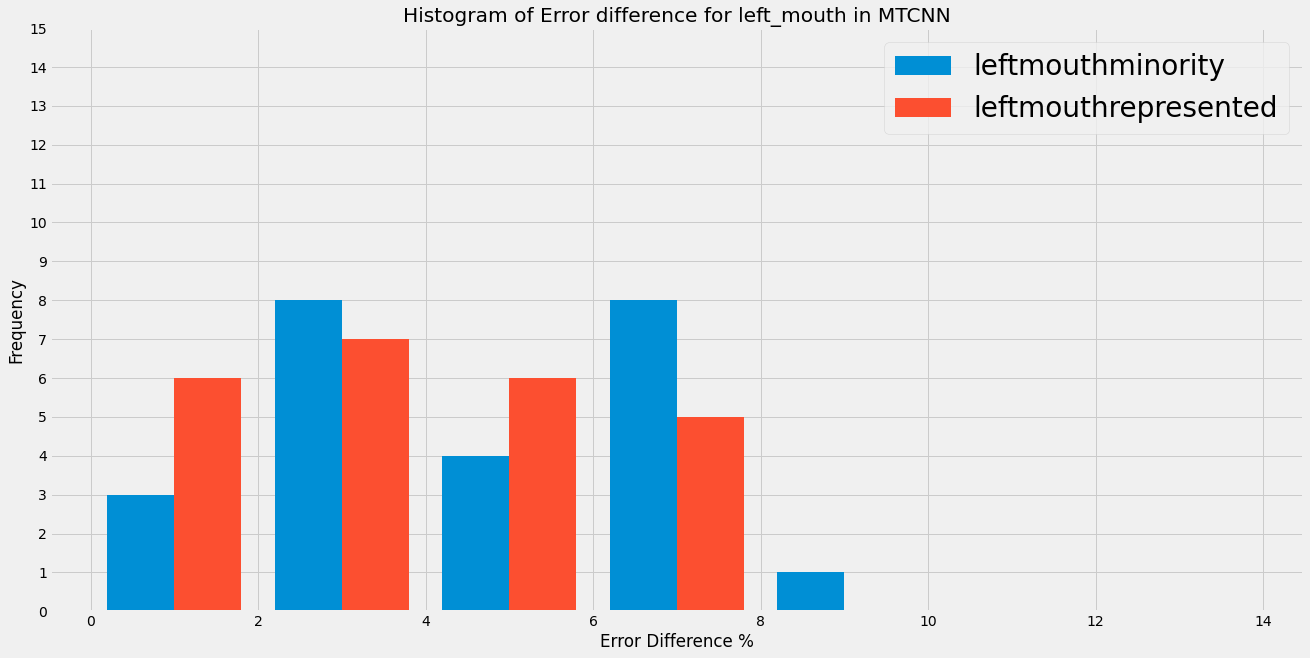 Histogram of Error difference for left_mouth in MTCNN
leftmouthminority
leftmouthrepresented
Frequency
15
14
13
12
11
10
9
8
7
6
5
4
3
2
1
0
0 2 4 6 8 10 12 14
Error Difference %